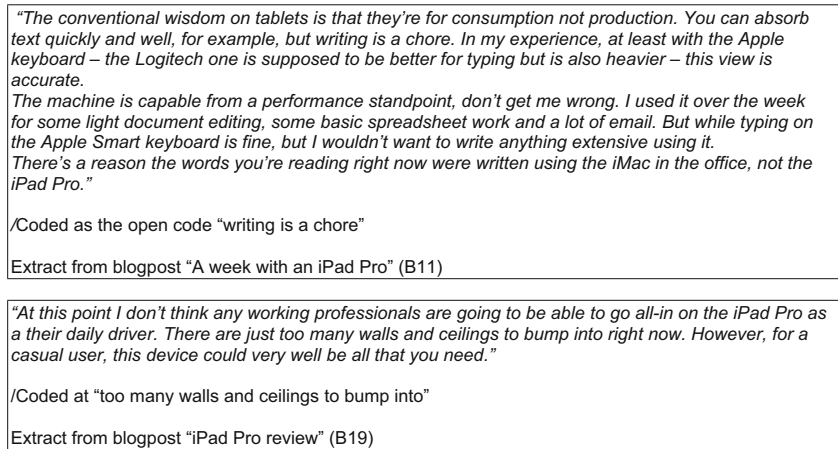 “The conventional wisdom on tablets is that they’re for consumption not production. You can absorb
text quickly and well, for example, but writing is a chore. In my experience, at least with the Apple
keyboard – the Logitech one is supposed to be better for typing but is also heavier – this view is
accurate.
The machine is capable from a performance standpoint, don’t get me wrong. I used it over the week
for some light document editing, some basic spreadsheet work and a lot of email. But while typing on
the Apple Smart keyboard is fine, but I wouldn’t want to write anything extensive using it.
There’s a reason the words you’re reading right now were written using the iMac in the office, not the
iPad Pro.”
/Coded as the open code “writing is a chore”
Extract from blogpost “A week with an iPad Pro” (B11)
“At this point I don’t think any working professionals are going to be able to go all-in on the iPad Pro as
a their daily driver. There are just too many walls and ceilings to bump into right now. However, for a
casual user, this device could very well be all that you need.”
/Coded at “too many walls and ceilings to bump into”
Extract from blogpost “iPad Pro review” (B19)